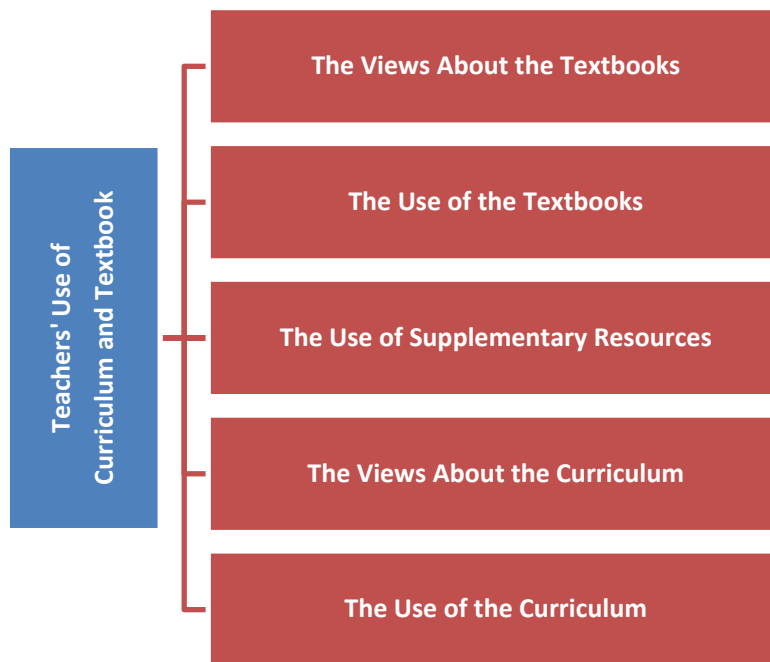 Teachers' Use of
Curriculum and Textbook
The Views About the Textbooks
The Use of the Textbooks
The Use of Supplementary Resources
The Views About the Curriculum
The Use of the Curriculum